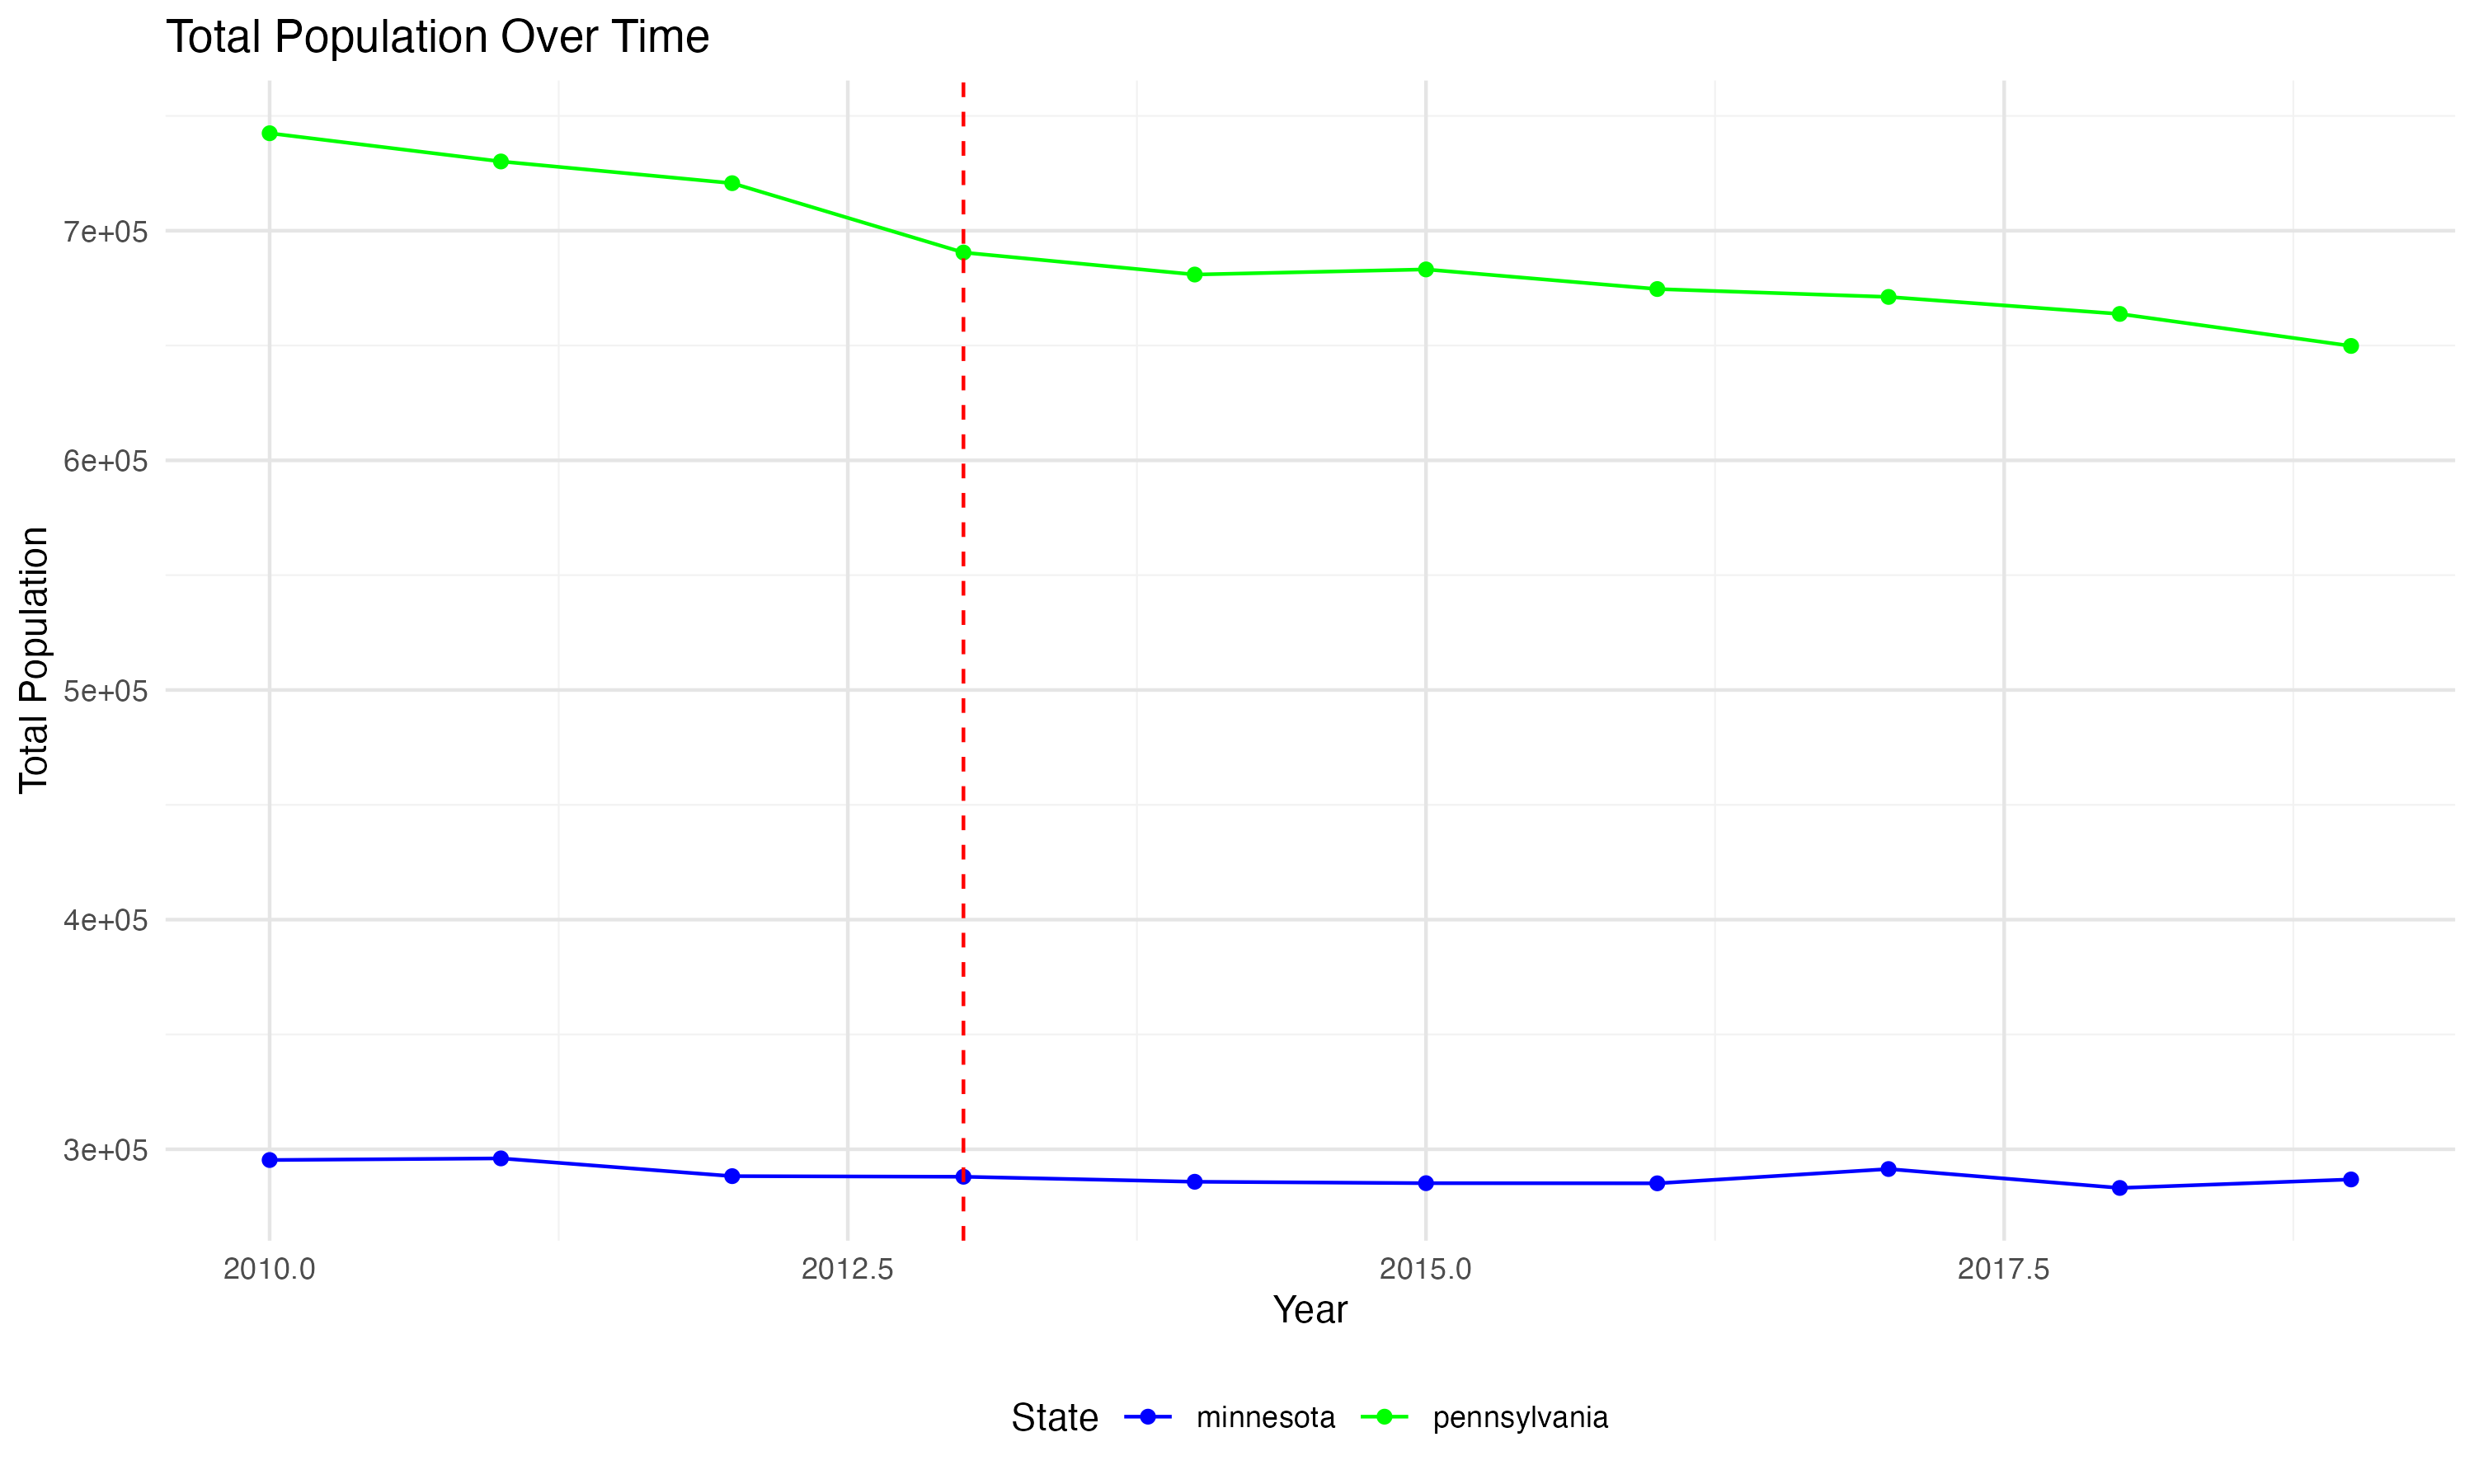 Total Population Over Time
Total Population
7e+05
6e+05
5e+05
4e+05
3e+05
2010.0 2012.5 2015.0 2017.5
Year
State minnesota pennsylvania